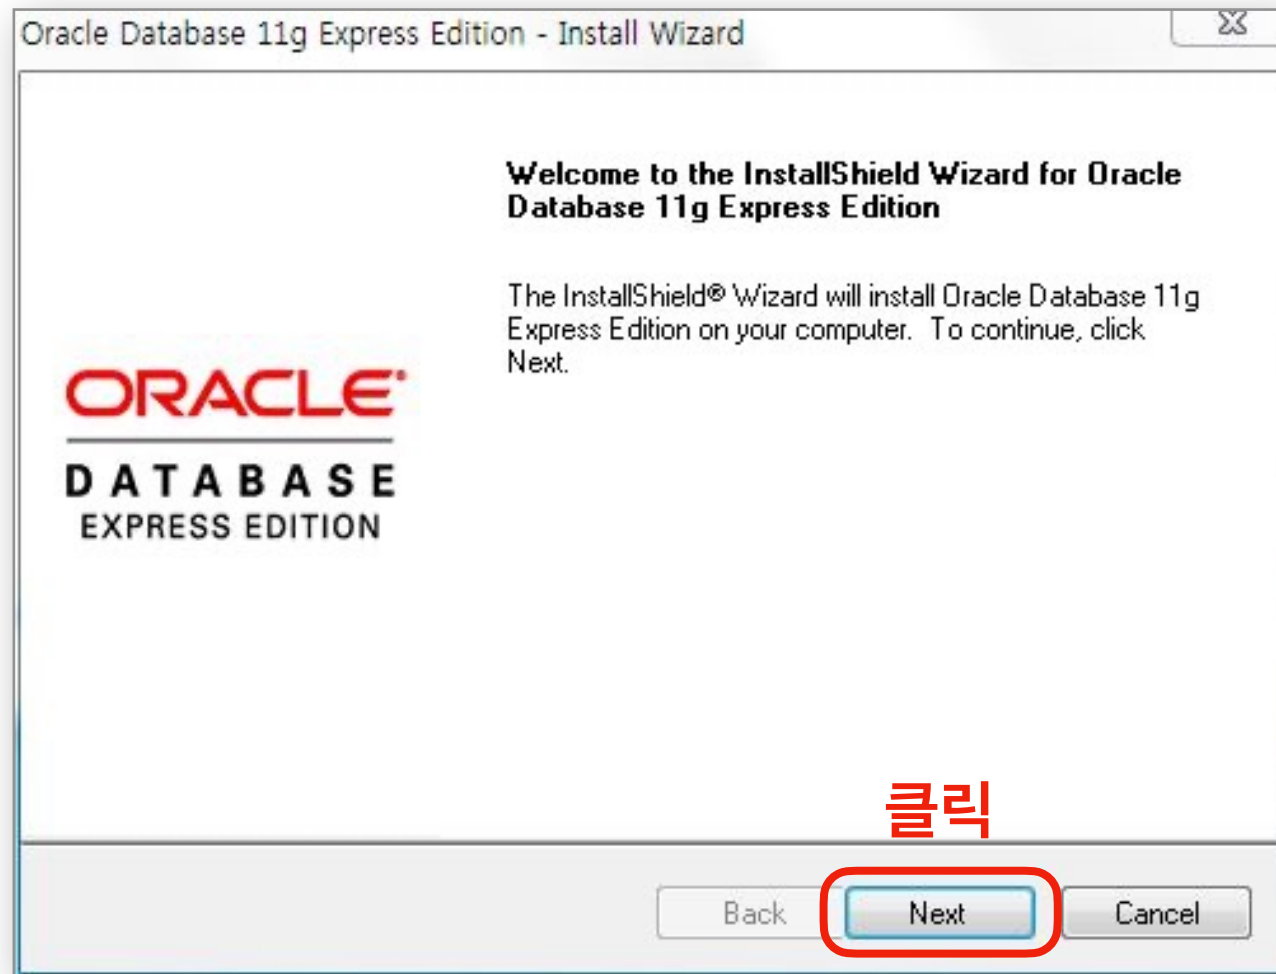 Oracle Database 11g Express Edition - Install Wizard
Welcome to the InstallShield Wizard for Oracle
Database 11g Express Edition
The InstallShield® Wizard will install Oracle Database 11g
Express Edition on your computer. To continue, click
Next.
ORACLE
DATABASE
EXPRESS EDITION
클릭
Back Next Cancel